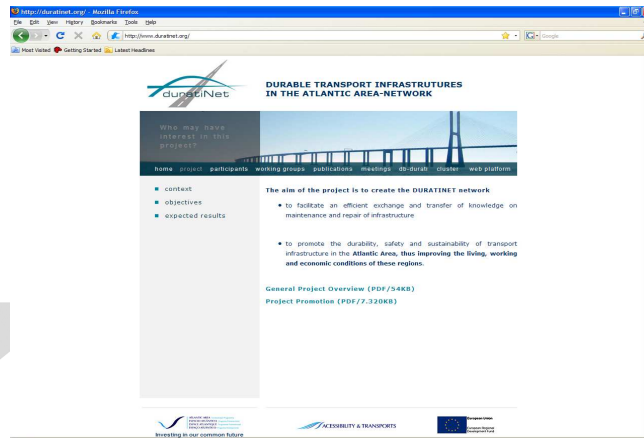 http://duratinet.org/ - Mozilla Firefox
File Edit View History Bookmarks Tools Help
http://www.duratinet.org/
Google
Most Visited Getting Started Latest Headlines
duratiNet
DURABLE TRANSPORT INFRASTRUTURES
IN THE ATLANTIC AREA-NETWORK
Who may have
interest in this
project?
home project participants working groups publications meetings db-duratí cluster web platform
context
objectives
expected results
The aim of the project is to create the DURATINET network
to facilitate an efficient exchange and transfer of knowledge on
maintenance and repair of infrastructure
to promote the durability, safety and sustainability of transport
infrastructure in the Atlantic Area, thus improving the living, working
and economic conditions of these regions.
General Project Overview (PDF/54KB)
Project Promotion (PDF/7.320KB)
Investing in our common future
ACCESSIBILITY & TRANSPORTS
European Union
European Regional
Development Fund